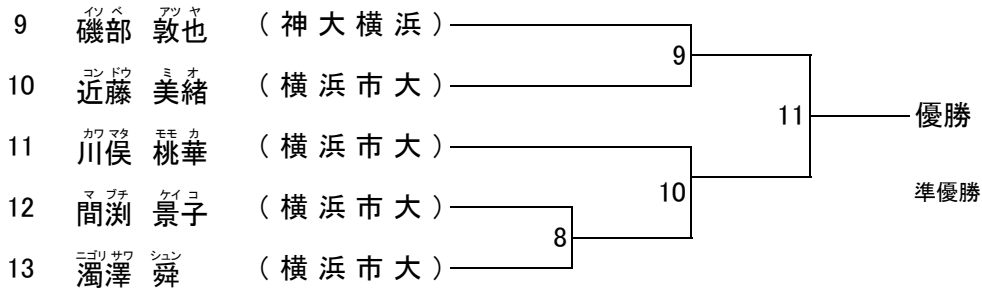 イソ ベ アツ ヤ
9 磯部 敦也 (神大横浜)
9
コン ドウ ミ オ
10 近藤 美緒 (横浜市大)
11 優勝
カワ マタ モモ カ
11 川俣 桃華 (横浜市大)
10 準優勝
マ ブチ ケイ コ
12 間渕 景子 (横浜市大)
8
ニゴリ サワ シュン
13 濁澤 舜 (横浜市大)